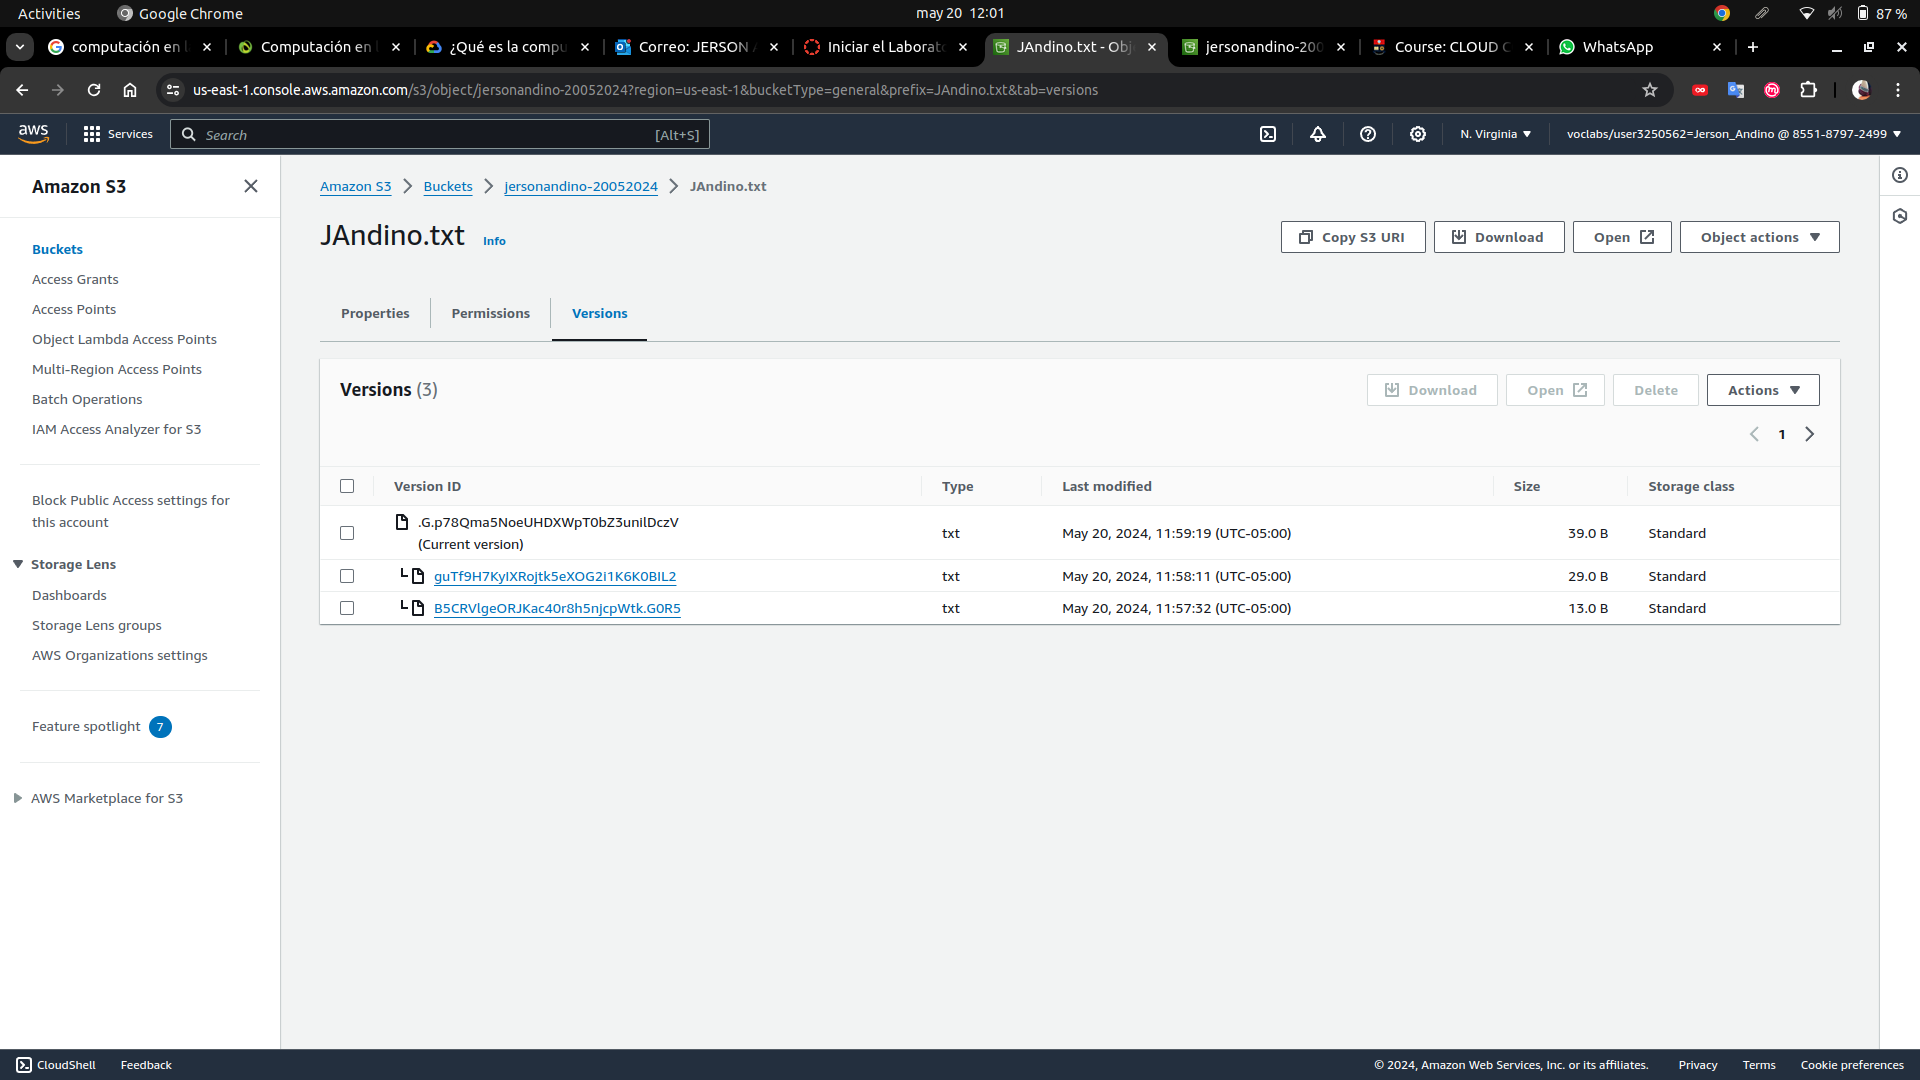 Activities
Google Chrome
may 20 12:01
87 %
computación en l
Computación en l
¿Qué es la compu
Correo: JERSON A
Iniciar el Laborato
JAndino.txt - Obj
jersonandino-200
Course: CLOUD C
WhatsApp
us-east-1.console.aws.amazon.com/s3/object/jersonandino-20052024?region=us-east-1&bucketType=general&prefix=JAndino.txt&tab=versions
aws
Services
Search
[Alt+S]
N. Virginia
voclabs/user3250562=Jerson_Andino @ 8551-8797-2499
Amazon S3
Buckets
Access Grants
Access Points
Object Lambda Access Points
Multi-Region Access Points
Batch Operations
IAM Access Analyzer for S3
Block Public Access settings for
this account
Storage Lens
Dashboards
Storage Lens groups
AWS Organizations settings
Feature spotlight 7
AWS Marketplace for S3
Amazon S3 > Buckets > jersonandino-20052024 > JAndino.txt
JAndino.txt Info
Copy S3 URI
Download
Open
Object actions
Properties
Permissions
Versions
Versions (3)
Download
Open
Delete
Actions
1
Version ID Type Last modified Size Storage class
.G.p78Qma5NoeUHDXWpT0bZ3unilDczV
(Current version)
txt May 20, 2024, 11:59:19 (UTC-05:00) 39.0 B Standard
guTf9H7KyIXRojtk5eXOG2i1K6K0BIL2 txt May 20, 2024, 11:58:11 (UTC-05:00) 29.0 B Standard
B5CRVlgeORJKac40r8h5njcpWtk.G0R5 txt May 20, 2024, 11:57:32 (UTC-05:00) 13.0 B Standard
CloudShell
Feedback
© 2024, Amazon Web Services, Inc. or its affiliates.
Privacy
Terms
Cookie preferences